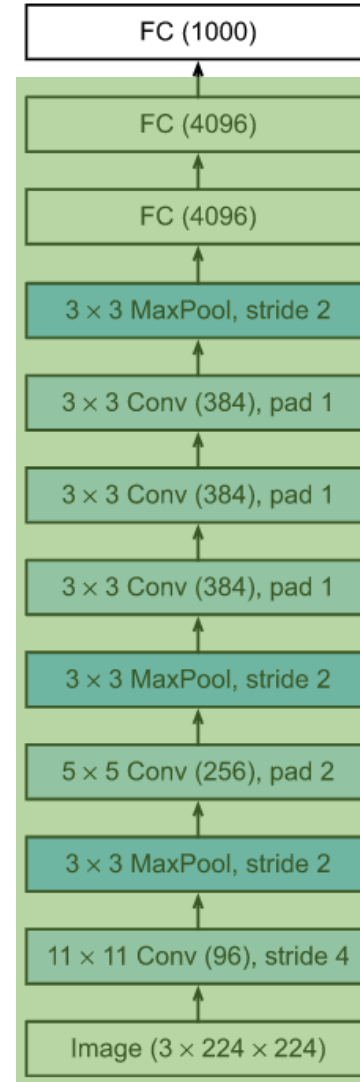 FC (1000)
FC (4096)
FC (4096)
3 × 3 MaxPool, stride 2
3 × 3 Conv (384), pad 1
3 × 3 Conv (384), pad 1
3 × 3 Conv (384), pad 1
3 × 3 MaxPool, stride 2
5 × 5 Conv (256), pad 2
3 × 3 MaxPool, stride 2
11 × 11 Conv (96), stride 4
Image (3 × 224 × 224)